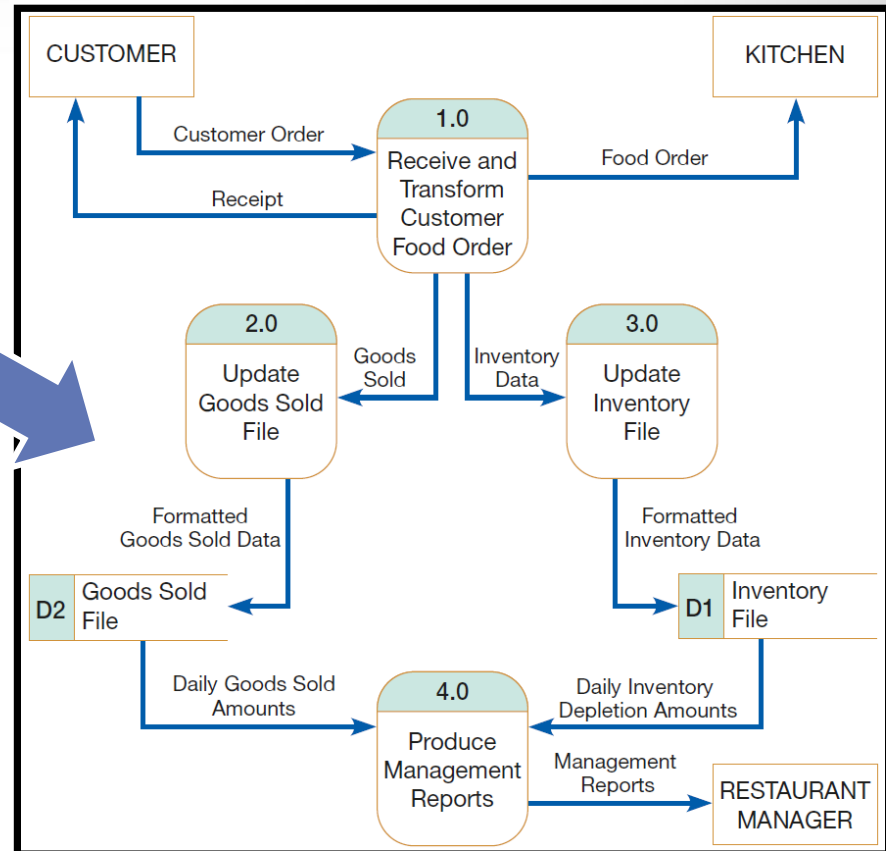 CUSTOMER
KITCHEN
1.0
Receive and
Transform
Customer
Food Order
Customer Order
Receipt
Food Order
2.0
Update
Goods Sold
File
Goods
Sold
Inventory
Data
3.0
Update
Inventory
File
Formatted
Goods Sold Data
Formatted
Inventory Data
D2
Goods Sold
File
D1
Inventory
File
Daily Goods Sold
Amounts
4.0
Produce
Management
Reports
Daily Inventory
Depletion Amounts
Management
Reports
RESTAURANT
MANAGER